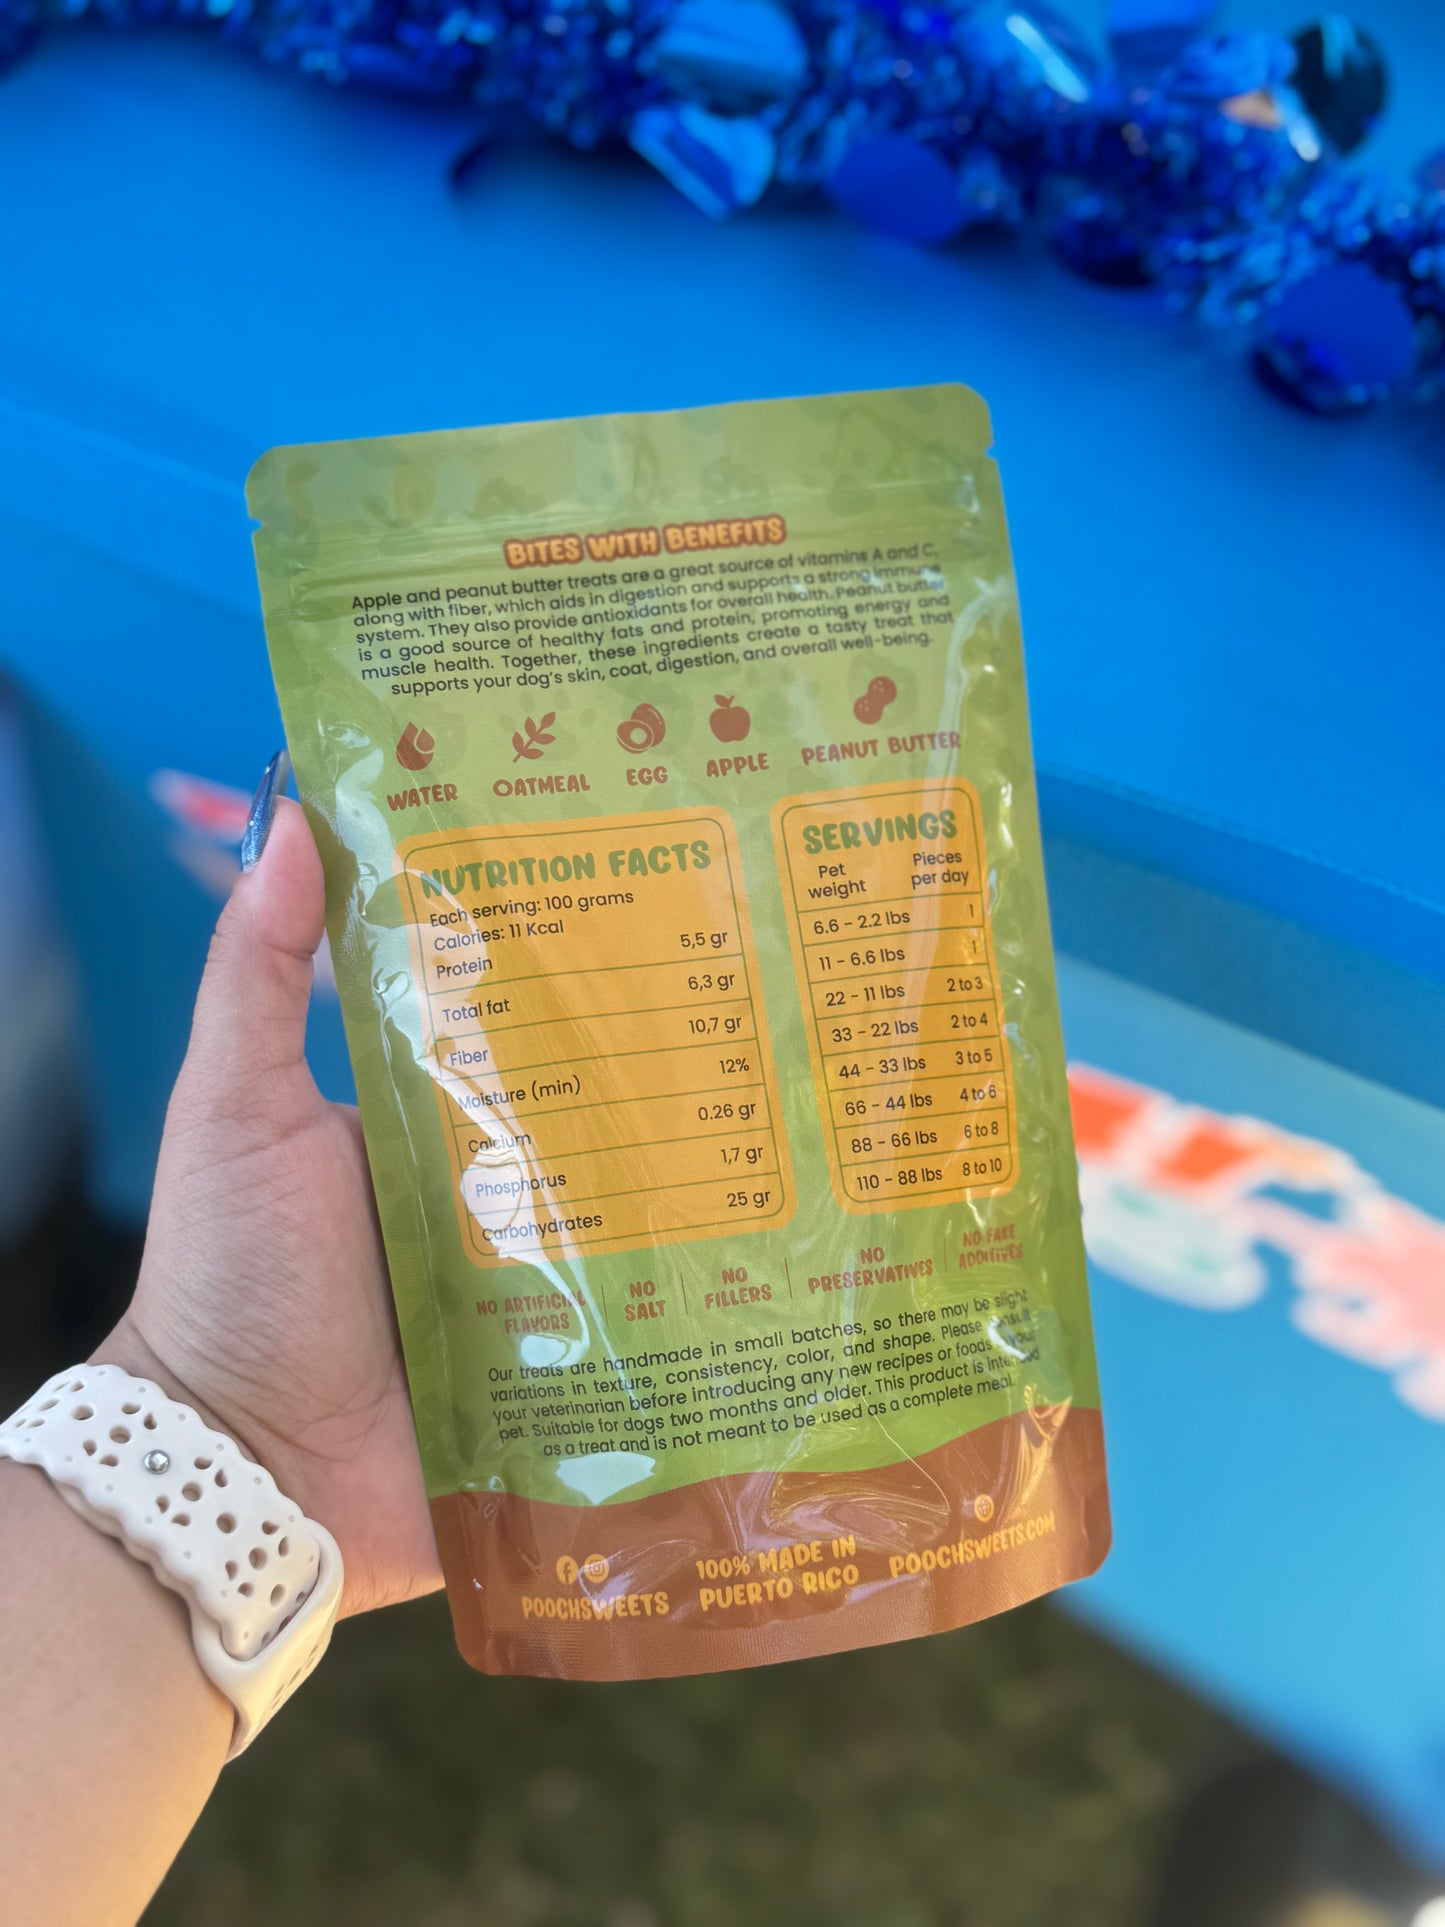 BITES WITH BENEFITS
Apple and peanut butter treats are a great source of vitamins A and C,
along with fiber, which aids in digestion and supports a strong immune
system. They also provide antioxidants for overall health. Peanut butter
is a good source of healthy fats and protein, promoting energy and
muscle health. Together, these ingredients create a tasty treat that
supports your dog's skin, coat, digestion, and overall well-being.
WATER
OATMEAL
EGG
APPLE
PEANUT BUTTER
NUTRITION FACTS
Each serving: 100 grams
Calories: 11 Kcal
Protein 5,5 gr
Total fat 6,3 gr
Fiber 10,7 gr
Moisture (min) 12%
Calcium 0.26 gr
Phosphorus 1,7 gr
Carbohydrates 25 gr
SERVINGS
Pet weight
Pieces per day
6.6 - 2.2 lbs 1
11 - 6.6 lbs 1
22 - 11 lbs 2 to 3
33 - 22 lbs 2 to 4
44 - 33 lbs 3 to 5
66 - 44 lbs 4 to 6
88 - 66 lbs 6 to 8
110 - 88 lbs 8 to 10
NO ARTIFICIAL FLAVORS
NO SALT
NO FILLERS
NO PRESERVATIVES
NO FAKE ADDITIVES
Our treats are handmade in small batches, so there may be slight
variations in texture, consistency, color, and shape. Please consult
your veterinarian before introducing any new recipes or foods your
pet. Suitable for dogs two months and older. This product is intended
as a treat and is not meant to be used as a complete meal.
POOCHSWEETS
100% MADE IN
PUERTO RICO
POOCHSWEETS.COM